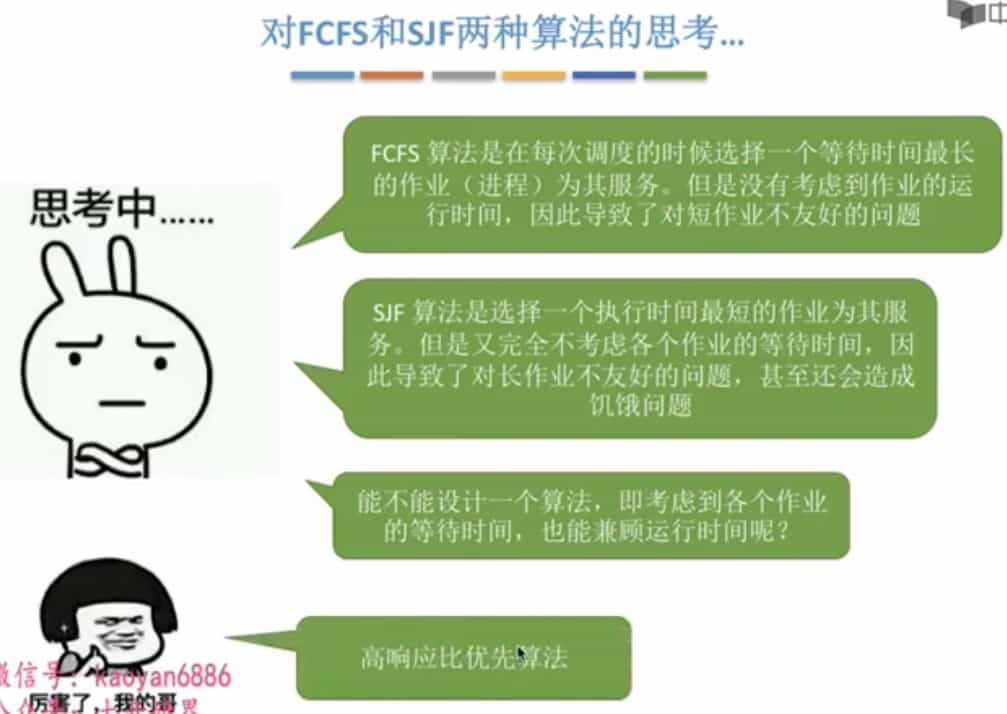 对FCFS和SJF两种算法的思考...
FCFS 算法是在每次调度的时候选择一个等待时间最长
的作业（进程）为其服务。但是没有考虑到作业的运
行时间，因此导致了对短作业不友好的问题
思考中......
SJF 算法是选择一个执行时间最短的作业为其服
务。但是又完全不考虑各个作业的等待时间，因
此导致了对长作业不友好的问题，甚至还会造成
饥饿问题
能不能设计一个算法，即考虑到各个作业
的等待时间，也能兼顾运行时间呢？
高响应比优先算法
微信号：kaoyan6886
厉害了，我的哥